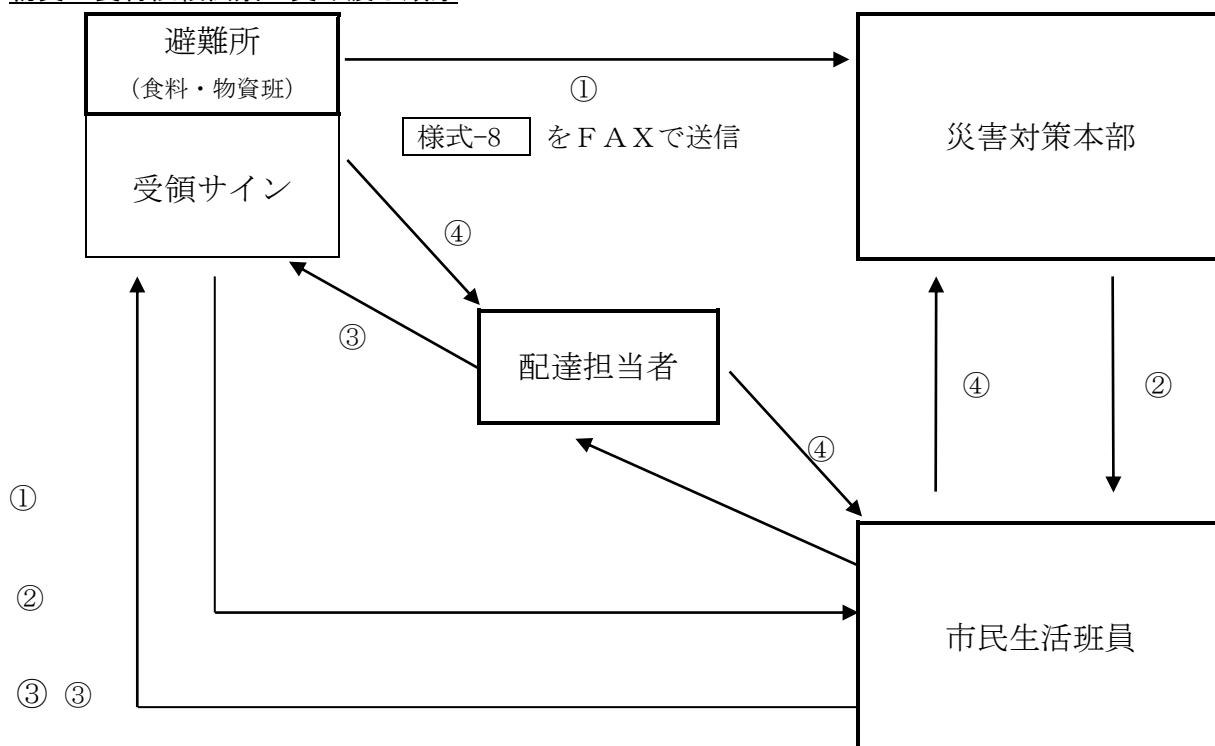 避難所
(食料・物資班)
①
災害対策本部
様式-8 をＦＡＸで送信
受領サイン
④
③
配達担当者
④
②
④
①
②
市民生活班員
③ ③